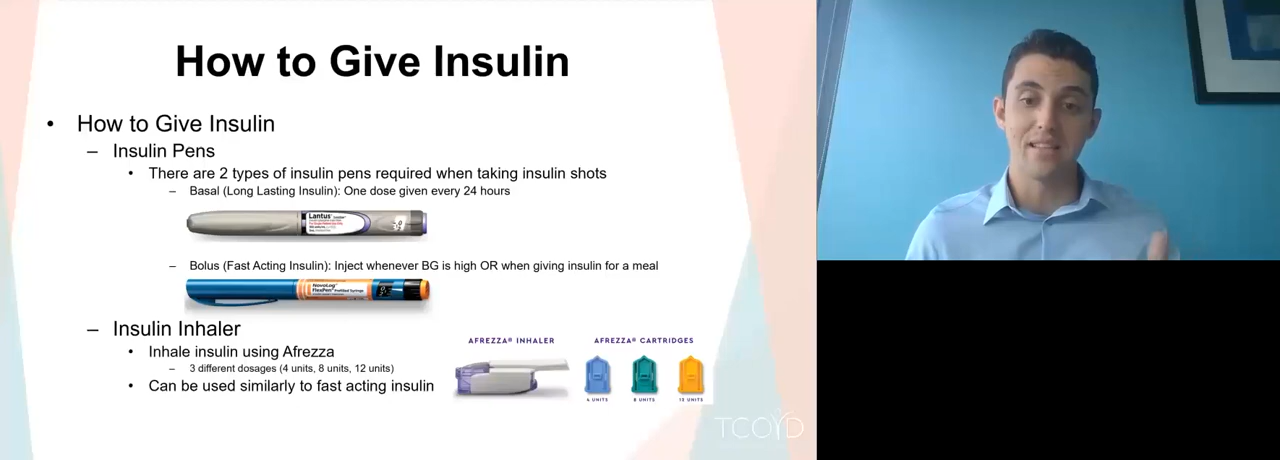 How to Give Insulin
• How to Give Insulin
– Insulin Pens
• There are 2 types of insulin pens required when taking insulin shots
– Basal (Long Lasting Insulin): One dose given every 24 hours
Lantus
– Bolus (Fast Acting Insulin): Inject whenever BG is high OR when giving insulin for a meal
NovoLog®
FlexPen® Prefilled Syringe
– Insulin Inhaler
• Inhale insulin using Afrezza
– 3 different dosages (4 units, 8 units, 12 units)
• Can be used similarly to fast acting insulin
AFREZZA® INHALER
AFREZZA® CARTRIDGES
4 UNITS
8 UNITS
12 UNITS
TCOYD